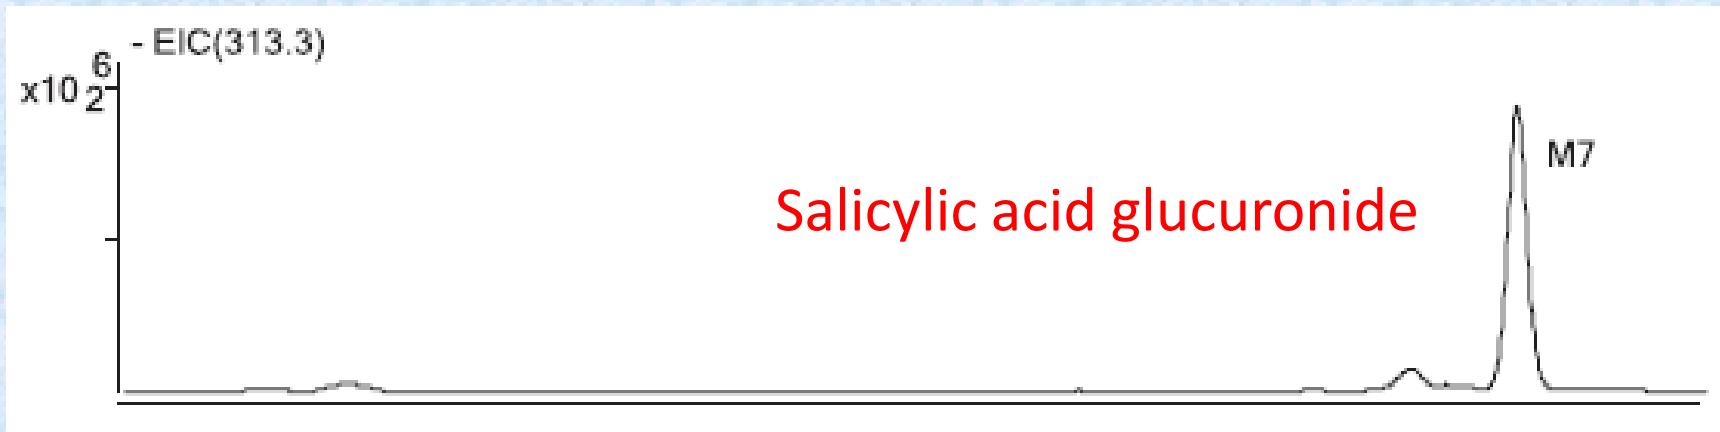 - EIC(313.3)
x10 6
2
M7
Salicylic acid glucuronide